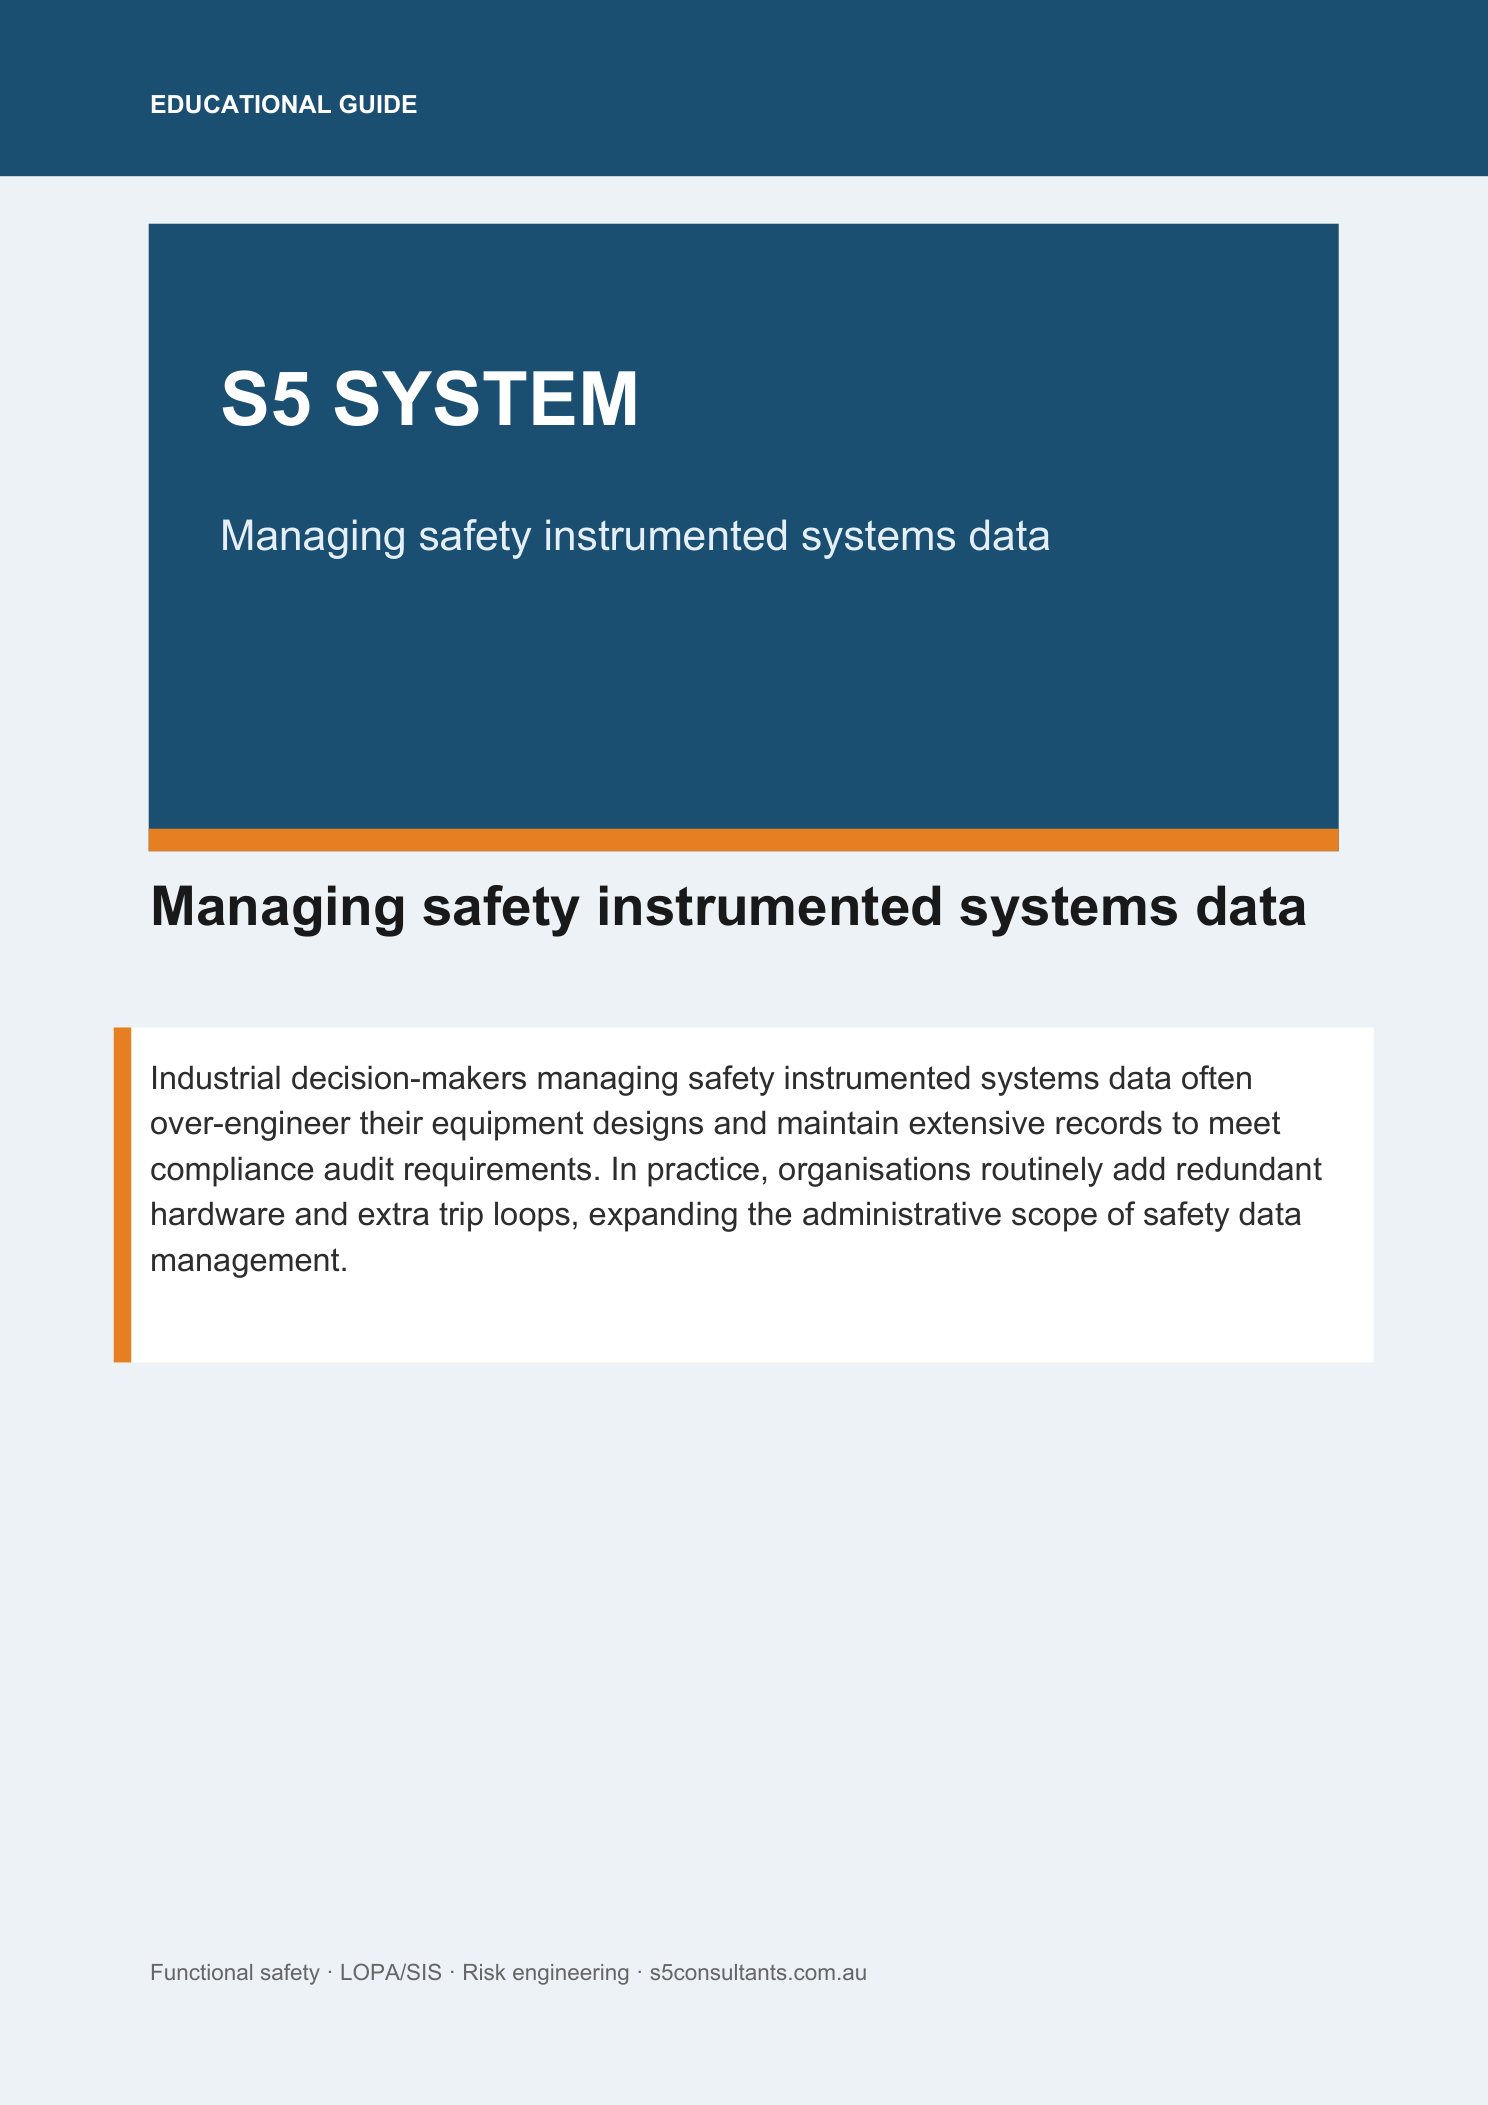 EDUCATIONAL GUIDE
S5 SYSTEM
Managing safety instrumented systems data
Managing safety instrumented systems data
Industrial decision-makers managing safety instrumented systems data often
over-engineer their equipment designs and maintain extensive records to meet
compliance audit requirements. In practice, organisations routinely add redundant
hardware and extra trip loops, expanding the administrative scope of safety data
management.
Functional safety · LOPA/SIS · Risk engineering · s5consultants.com.au